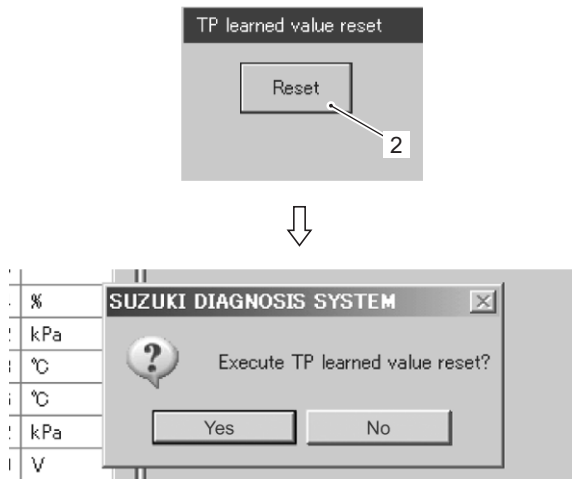 TP learned value reset
Reset
2
%
kPa
℃
℃
kPa
V
SUZUKI DIAGNOSIS SYSTEM
Execute TP learned value reset?
Yes No